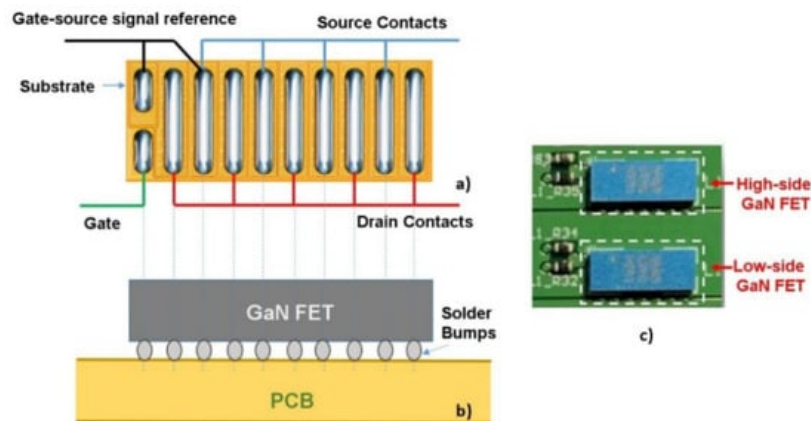 Gate-source signal reference
Source Contacts
Substrate
a)
Gate
Drain Contacts
GaN FET
Solder
Bumps
PCB
b)
High-side
GaN FET
Low-side
GaN FET
c)